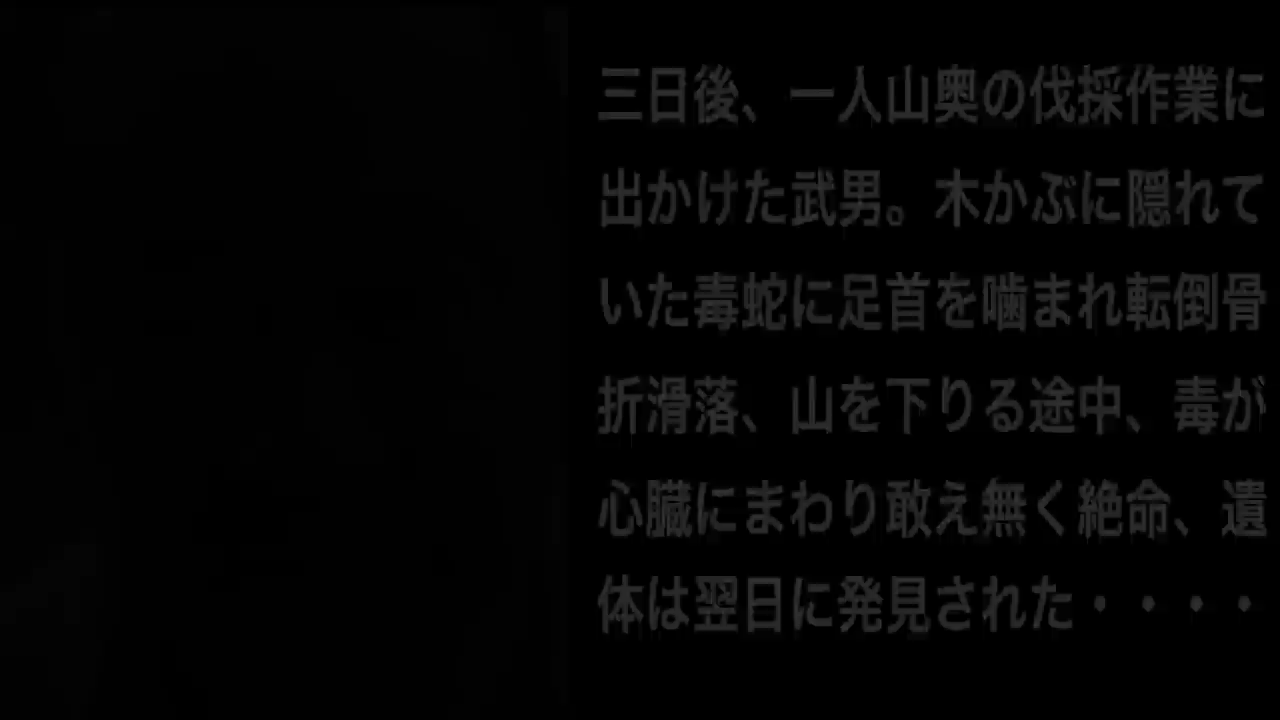 三日後、一人山奥の伐採作業に
出かけた武男。木かぶに隠れて
いた毒蛇に足首を噛まれ転倒骨
折滑落、山を下りる途中、毒が
心臓にまわり敢え無く絶命、遺
体は翌日に発見された・・・・